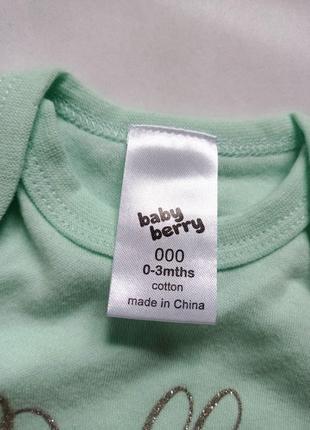 baby
berry
000
0-3mths
cotton
made in China